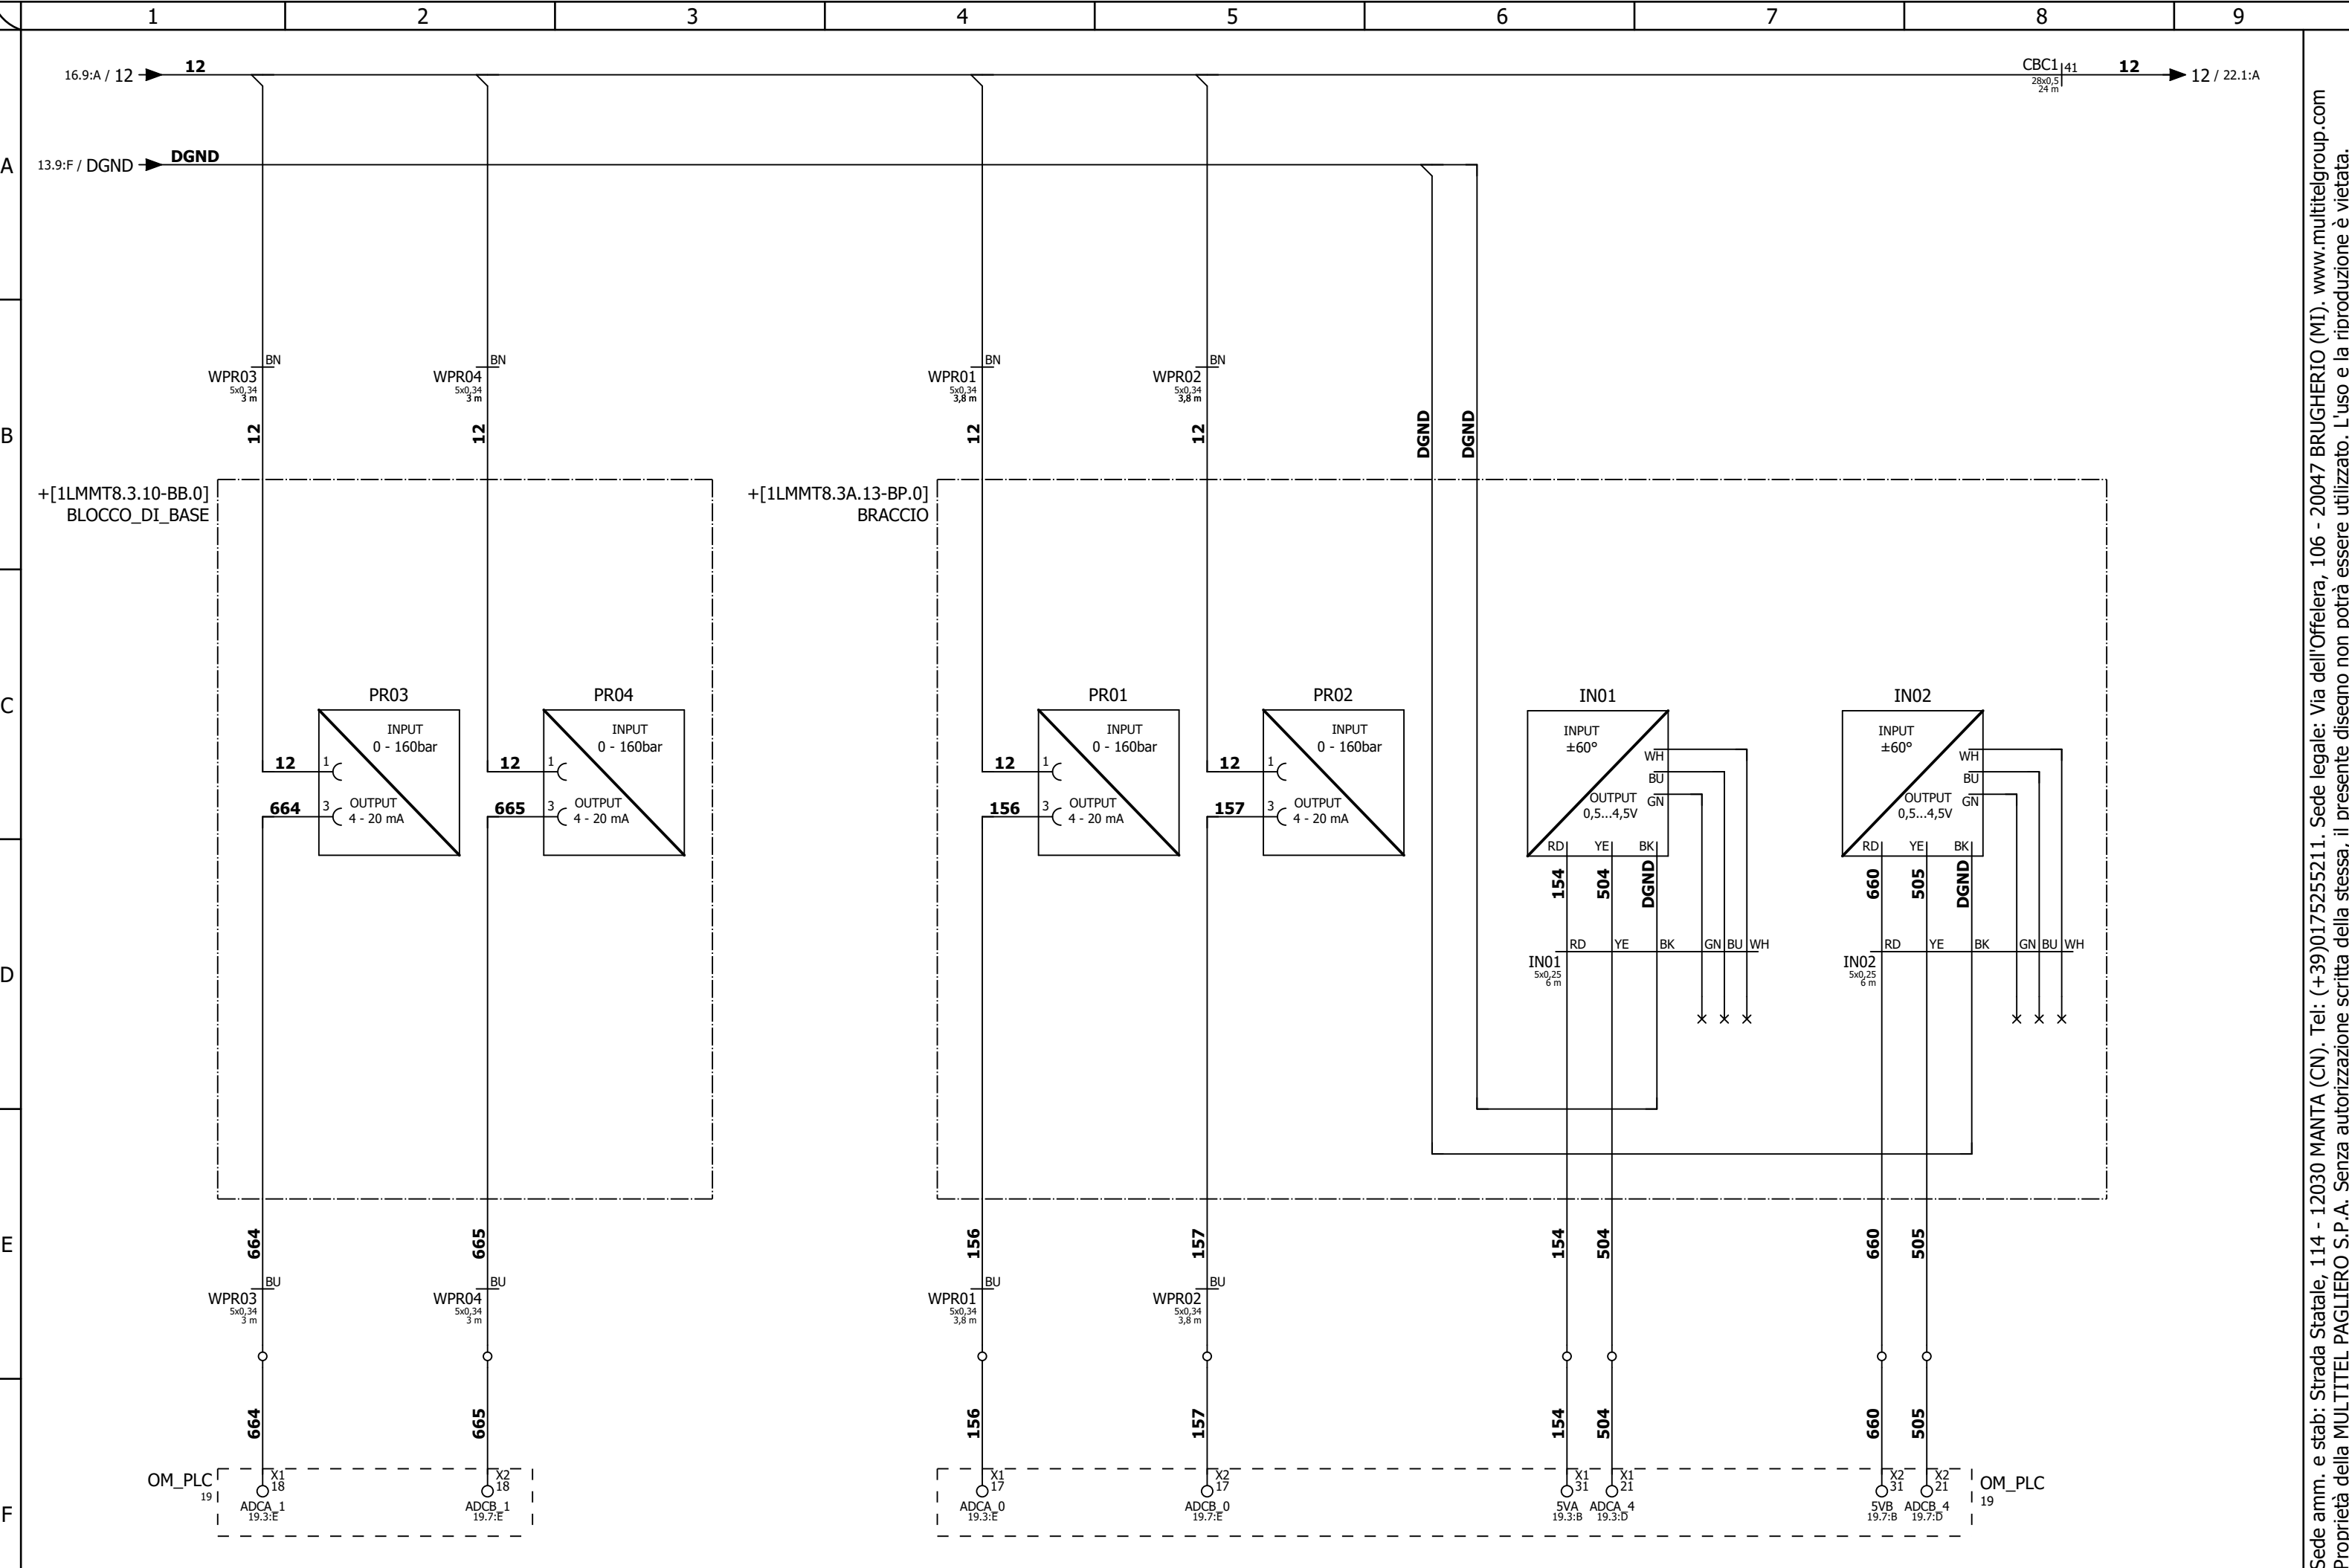 1 2 3 4 5 6 7 8 9
16.9:A / 12
12
CBC1
41
28x0,5
24 m
12
12 / 22.1:A
A
13.9:F / DGND
DGND
BN BN BN BN
WPR03
5x0,34
3 m
WPR04
5x0,34
3 m
WPR01
5x0,34
3,8 m
WPR02
5x0,34
3,8 m
B
12 12 12 12 DGND DGND
+[1LMMT8.3.10-BB.0]
BLOCCO_DI_BASE
+[1LMMT8.3A.13-BP.0]
BRACCIO
C
PR03
INPUT
0 - 160bar
12 1
664 3
OUTPUT
4 - 20 mA
PR04
INPUT
0 - 160bar
12 1
665 3
OUTPUT
4 - 20 mA
PR01
INPUT
0 - 160bar
12 1
156 3
OUTPUT
4 - 20 mA
PR02
INPUT
0 - 160bar
12 1
157 3
OUTPUT
4 - 20 mA
IN01
INPUT
±60°
WH
BU
GN
OUTPUT
0,5...4,5V
RD YE BK
154 504 DGND
IN02
INPUT
±60°
WH
BU
GN
OUTPUT
0,5...4,5V
RD YE BK
660 505 DGND
D
RD YE BK GN BU WH
IN01
5x0,25
6 m
RD YE BK GN BU WH
IN02
5x0,25
6 m
E
664 665 156 157 154 504 660 505
BU BU BU BU
WPR03
5x0,34
3 m
WPR04
5x0,34
3 m
WPR01
5x0,34
3,8 m
WPR02
5x0,34
3,8 m
664 665 156 157 154 504 660 505
F
OM_PLC
19
X1
18
ADCA_1
19.3:E
X2
18
ADCB_1
19.7:E
X1
17
ADCA_0
19.3:E
X2
17
ADCB_0
19.7:E
X1
31
5VA
19.3:B
X1
21
ADCA_4
19.3:D
X2
31
5VB
19.7:B
X2
21
ADCB_4
19.7:D
OM_PLC
19
Sede amm. e stab: Strada Statale, 114 - 12030 MANTA (CN). Tel: (+39)0175255211. Sede legale: Via dell'Offelera, 106 - 20047 BRUGHERIO (MI). www.multitelgroup.com
Proprietà della MULTITEL PAGLIERO S.P.A. Senza autorizzazione scritta della stessa, il presente disegno non potrà essere utilizzato. L'uso e la riproduzione è vietata.